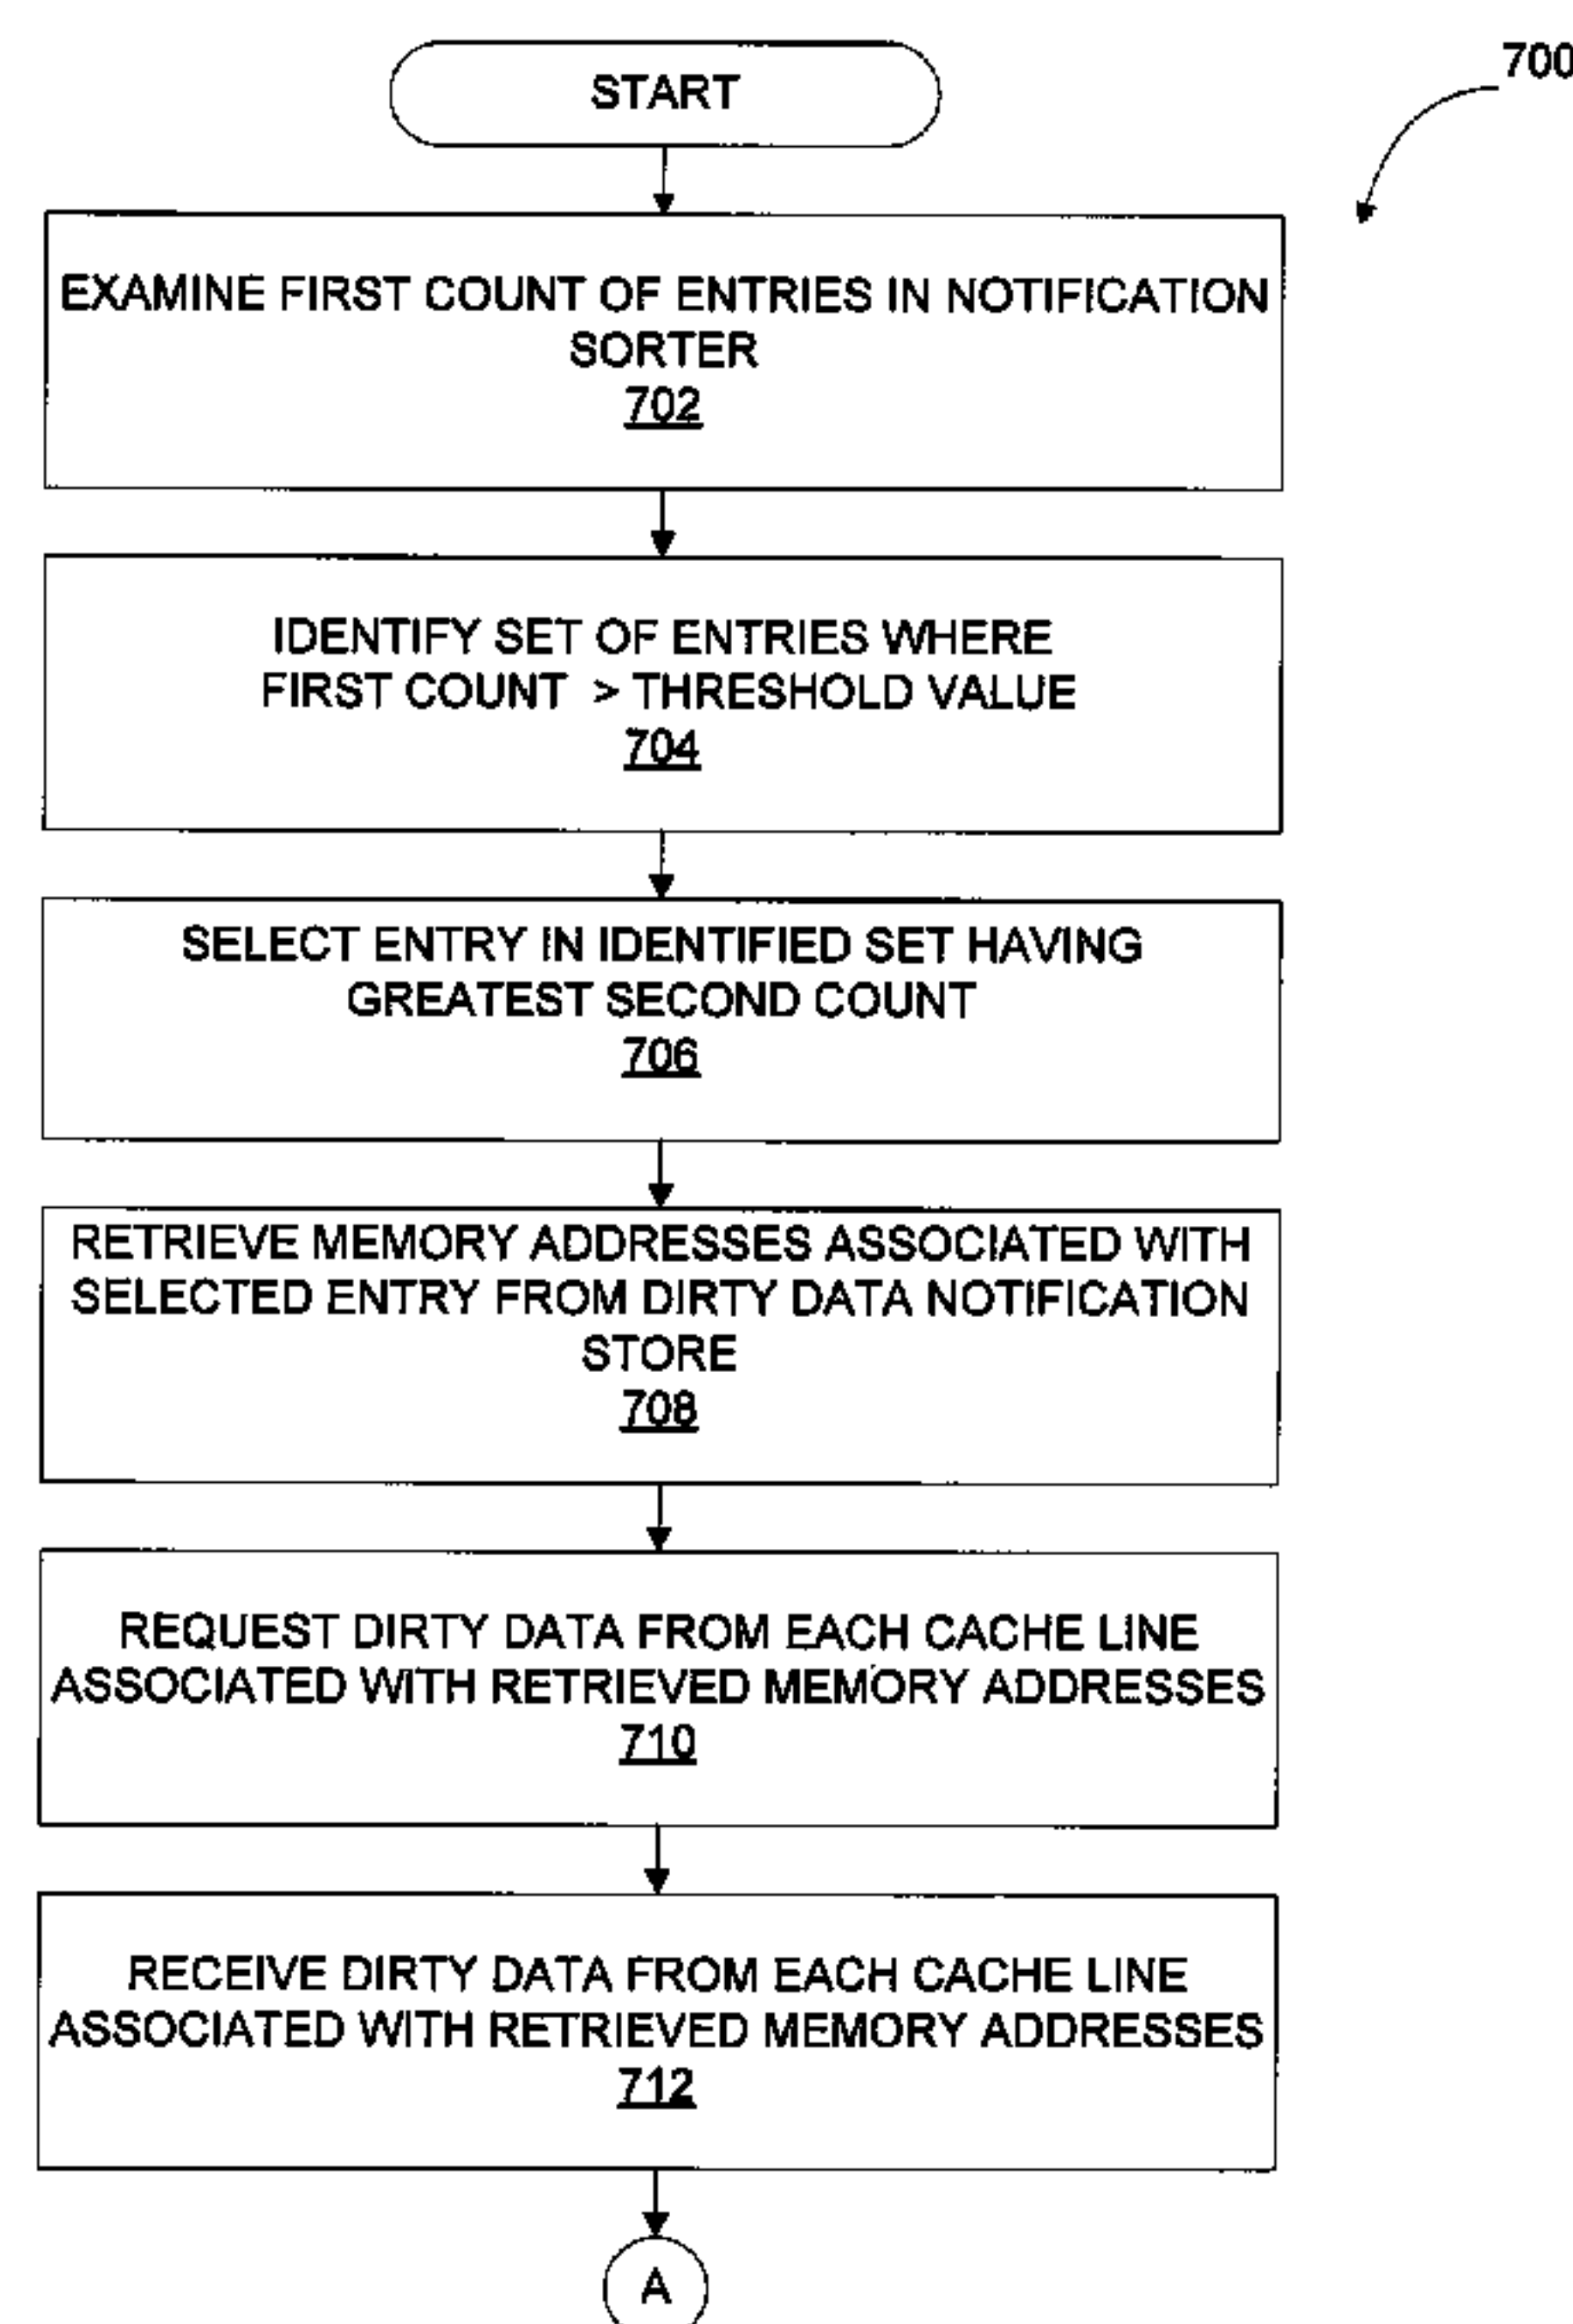 START
700
EXAMINE FIRST COUNT OF ENTRIES IN NOTIFICATION
SORTER
702
IDENTIFY SET OF ENTRIES WHERE
FIRST COUNT > THRESHOLD VALUE
704
SELECT ENTRY IN IDENTIFIED SET HAVING
GREATEST SECOND COUNT
706
RETRIEVE MEMORY ADDRESSES ASSOCIATED WITH
SELECTED ENTRY FROM DIRTY DATA NOTIFICATION
STORE
708
REQUEST DIRTY DATA FROM EACH CACHE LINE
ASSOCIATED WITH RETRIEVED MEMORY ADDRESSES
710
RECEIVE DIRTY DATA FROM EACH CACHE LINE
ASSOCIATED WITH RETRIEVED MEMORY ADDRESSES
712
A